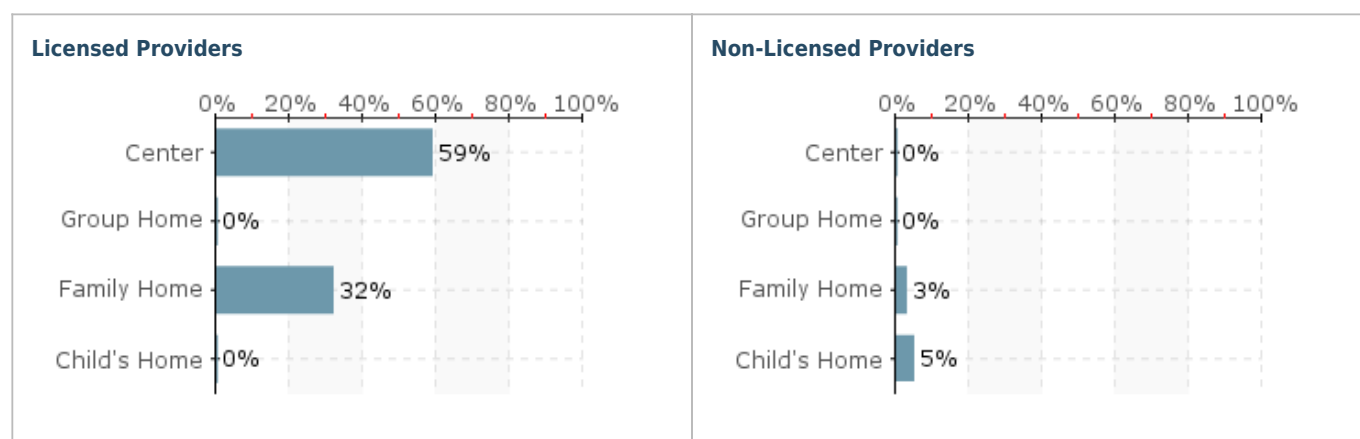 Licensed Providers
0% 20% 40% 60% 80% 100%
Center 59%
Group Home 0%
Family Home 32%
Child's Home 0%
Non-Licensed Providers
0% 20% 40% 60% 80% 100%
Center 0%
Group Home 0%
Family Home 3%
Child's Home 5%